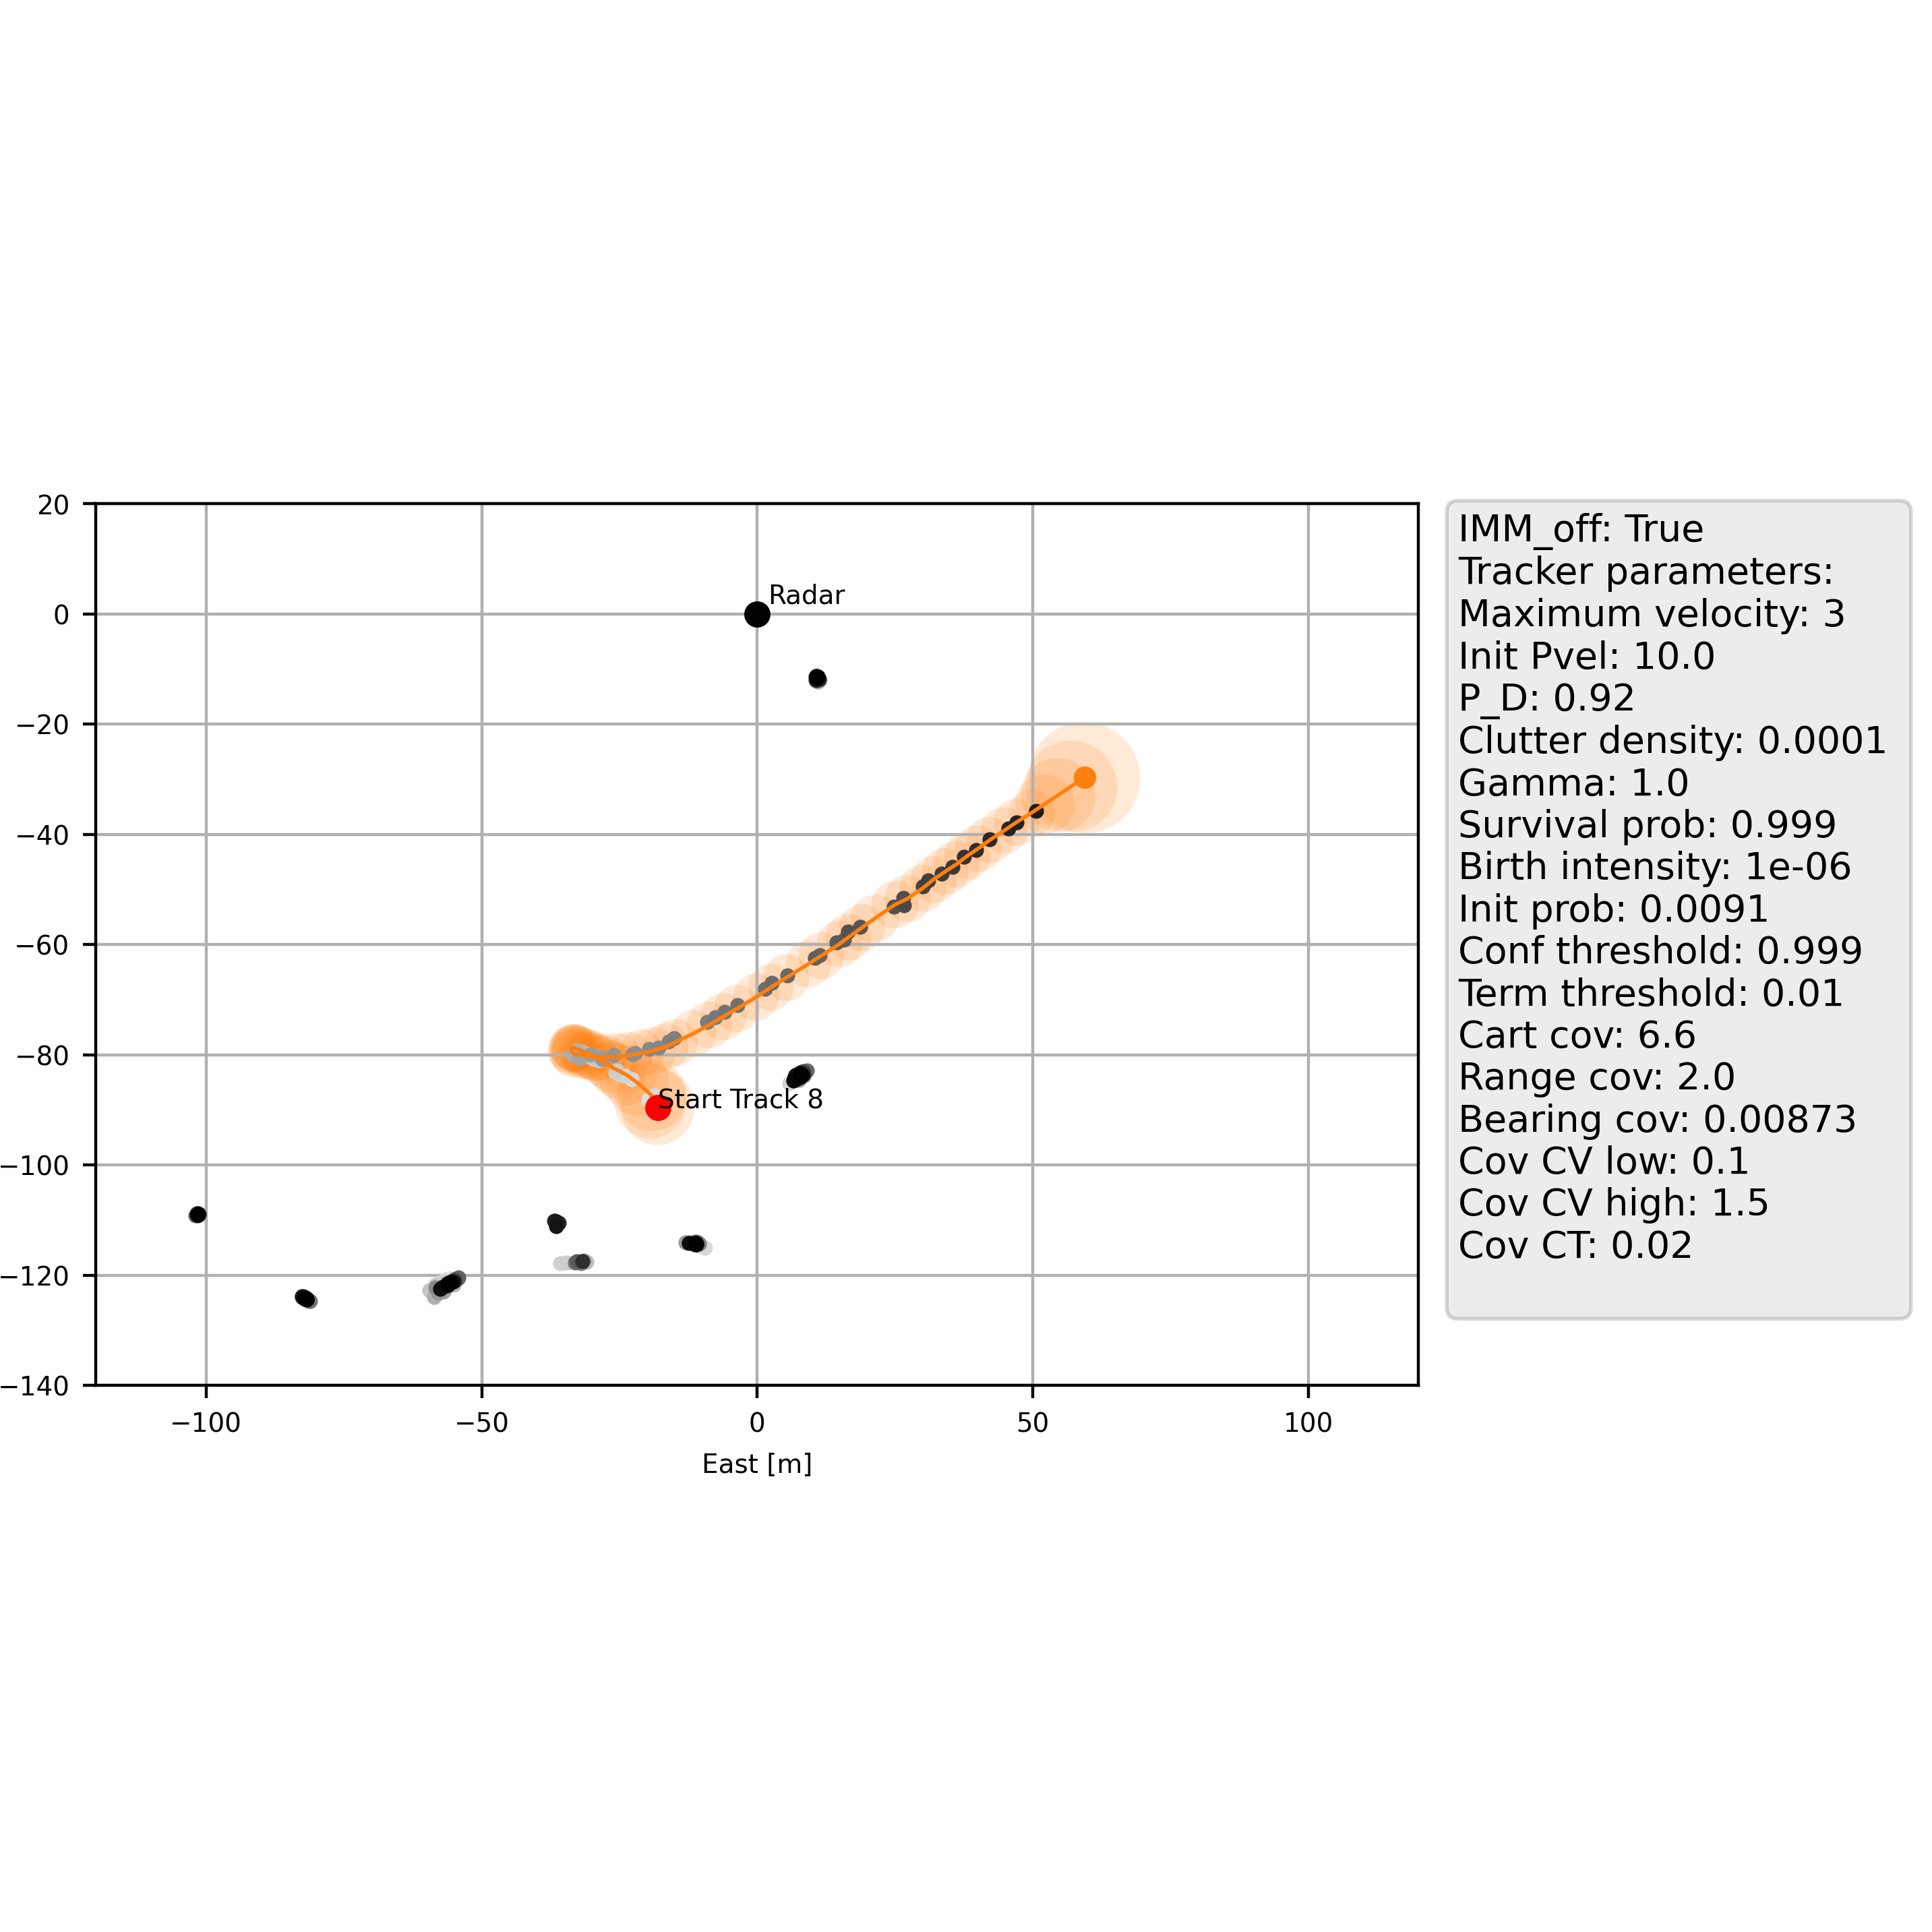 20
0
−20
−40
−60
−80
−100
−120
−140
Radar
Start Track 8
−100
−50
0
50
100
East [m]
IMM_off: True
Tracker parameters:
Maximum velocity: 3
Init Pvel: 10.0
P_D: 0.92
Clutter density: 0.0001
Gamma: 1.0
Survival prob: 0.999
Birth intensity: 1e-06
Init prob: 0.0091
Conf threshold: 0.999
Term threshold: 0.01
Cart cov: 6.6
Range cov: 2.0
Bearing cov: 0.00873
Cov CV low: 0.1
Cov CV high: 1.5
Cov CT: 0.02